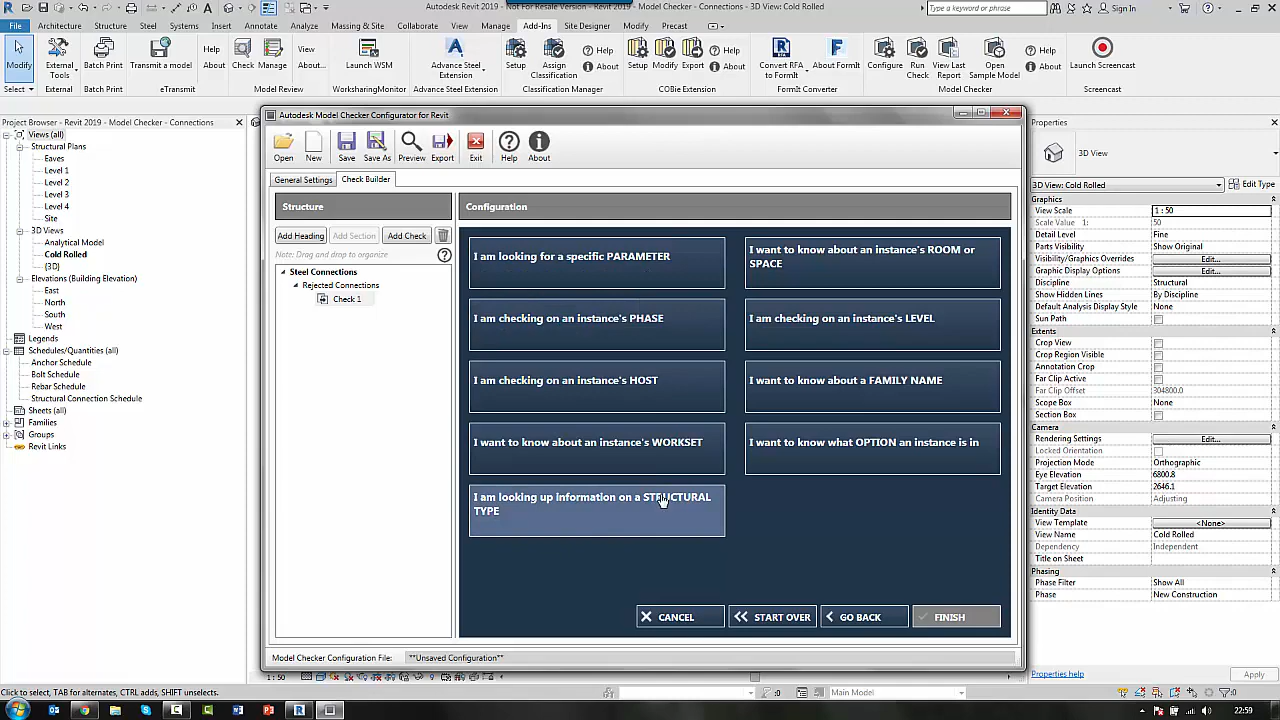 Autodesk Revit 2019 - Not For Resale Version - Revit 2019 - Model Checker - Connections - 3D View: Cold Rolled
Type a keyword or phrase
Sign In
File Architecture Structure Steel Systems Insert Annotate Analyze Massing & Site Collaborate View Manage Add-Ins Site Designer Modify Precast
Modify External Tools Batch Print Transmit a model Help About Check Manage View About... Launch WSM Advance Steel Extension Setup Assign Classification Help About Setup Modify Export Help About Convert RFA to FormIt About FormIt Configure Run Check View Last Report Open Sample Model Help About Launch Screencast
Select External Batch Print eTransmit Model Review WorksharingMonitor Advance Steel Extension Classification Manager COBie Extension FormIt Converter Model Checker Screencast
Project Browser - Revit 2019 - Model Checker - Connections
Views (all)
Structural Plans
Eaves
Level 1
Level 2
Level 3
Level 4
Site
3D Views
Analytical Model
Cold Rolled
{3D}
Elevations (Building Elevation)
East
North
South
West
Legends
Schedules/Quantities (all)
Anchor Schedule
Bolt Schedule
Rebar Schedule
Structural Connection Schedule
Sheets (all)
Families
Groups
Revit Links
Autodesk Model Checker Configurator for Revit
Open New Save Save As Preview Export Exit Help About
General Settings Check Builder
Structure
Add Heading Add Section Add Check
Note: Drag and drop to organize
Steel Connections
Rejected Connections
Check 1
Configuration
I am looking for a specific PARAMETER
I want to know about an instance's ROOM or
SPACE
I am checking on an instance's PHASE
I am checking on an instance's LEVEL
I am checking on an instance's HOST
I want to know about a FAMILY NAME
I want to know about an instance's WORKSET
I want to know what OPTION an instance is in
I am looking up information on a STRUCTURAL
TYPE
CANCEL START OVER GO BACK FINISH
Model Checker Configuration File: **Unsaved Configuration**
Properties
3D View
3D View: Cold Rolled Edit Type
Graphics
View Scale 1 : 50
Scale Value 1: 50
Detail Level Fine
Parts Visibility Show Original
Visibility/Graphics Overrides Edit...
Graphic Display Options Edit...
Discipline Structural
Show Hidden Lines By Discipline
Default Analysis Display Style None
Sun Path
Extents
Crop View
Crop Region Visible
Annotation Crop
Far Clip Active
Far Clip Offset 304800.0
Scope Box None
Section Box
Camera
Rendering Settings Edit...
Locked Orientation
Projection Mode Orthographic
Eye Elevation 6800.8
Target Elevation 2646.1
Camera Position Adjusting
Identity Data
View Template <None>
View Name Cold Rolled
Dependency Independent
Title on Sheet
Phasing
Phase Filter Show All
Phase New Construction
Properties help Apply
1 : 50
Click to select, TAB for alternates, CTRL adds, SHIFT unselects.
:0
Main Model
:0
22:59